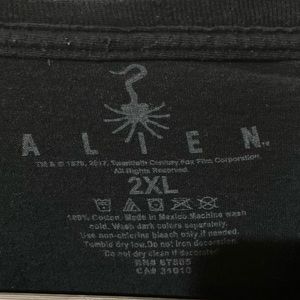 ALIEN™
TM & © 1979, 2017, Twentieth Century Fox Film Corporation.
All Rights Reserved.
2XL
100% Cotton. Made in Mexico. Machine wash
cold. Wash dark colors separately.
Use non-chlorine bleach only if needed.
Tumble dry low. Do not iron decoration.
Do not dry clean if decorated.
RN# 67885
CA# 31010